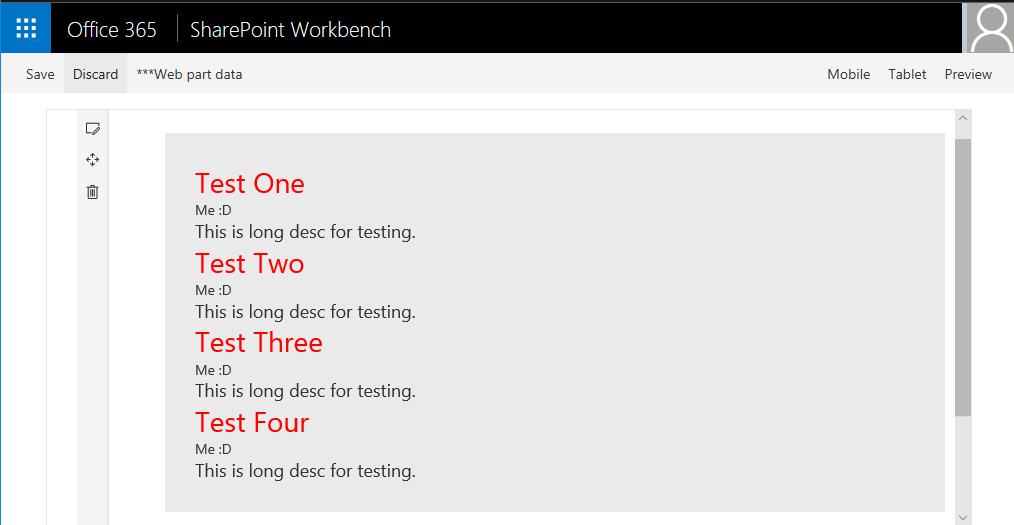 Office 365 SharePoint Workbench
Save Discard ***Web part data Mobile Tablet Preview
Test One
Me :D
This is long desc for testing.
Test Two
Me :D
This is long desc for testing.
Test Three
Me :D
This is long desc for testing.
Test Four
Me :D
This is long desc for testing.